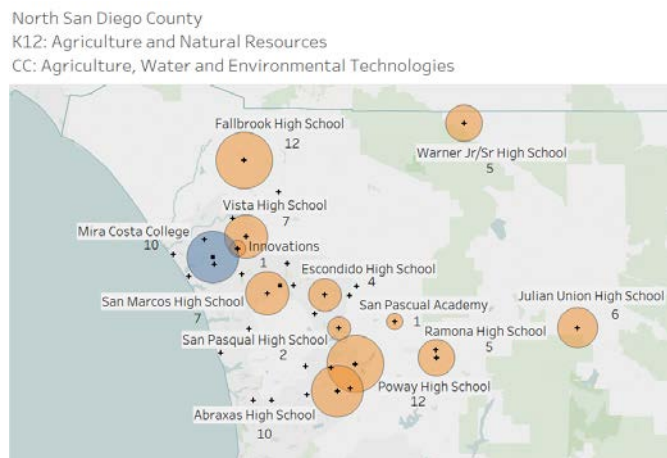 North San Diego County
K12: Agriculture and Natural Resources
CC: Agriculture, Water and Environmental Technologies
Fallbrook High School
12
Warner Jr/Sr High School
5
Vista High School
7
Mira Costa College
10
Innovations
1
Escondido High School
4
San Marcos High School
7
San Pascual Academy
1
Julian Union High School
6
San Pasqual High School
2
Ramona High School
5
Poway High School
12
Abraxas High School
10